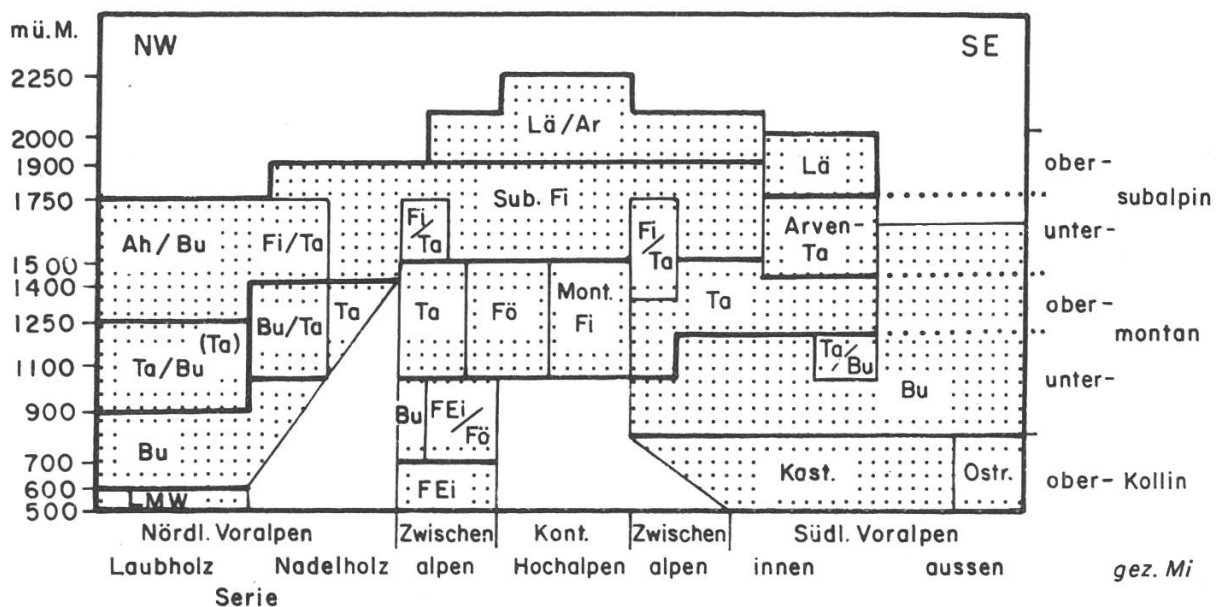 mü.M.
NW
SE
2250
2000
1900
1750
1500
1400
1250
1100
900
700
600
500
Lä/Ar
Lä
Sub. Fi
Ah/Bu
Fi/Ta
Fi/Ta
Fi/Ta
Arven-
Ta
(Ta)
Ta/Bu
Bu/Ta
Ta
Ta
Fö
Mont.
Fi
Ta
Ta/Bu
Bu
Bu
Bu
FEi/Fö
FEi
LMW
Kast.
Ostr.
ober-
subalpin
unter-
ober-
montan
unter-
ober- Kollin
Nördl. Voralpen
Zwischen
Kont.
Zwischen
Südl. Voralpen
Laubholz
Nadelholz
alpen
Hochalpen
alpen
innen
aussen
gez. Mi
Serie